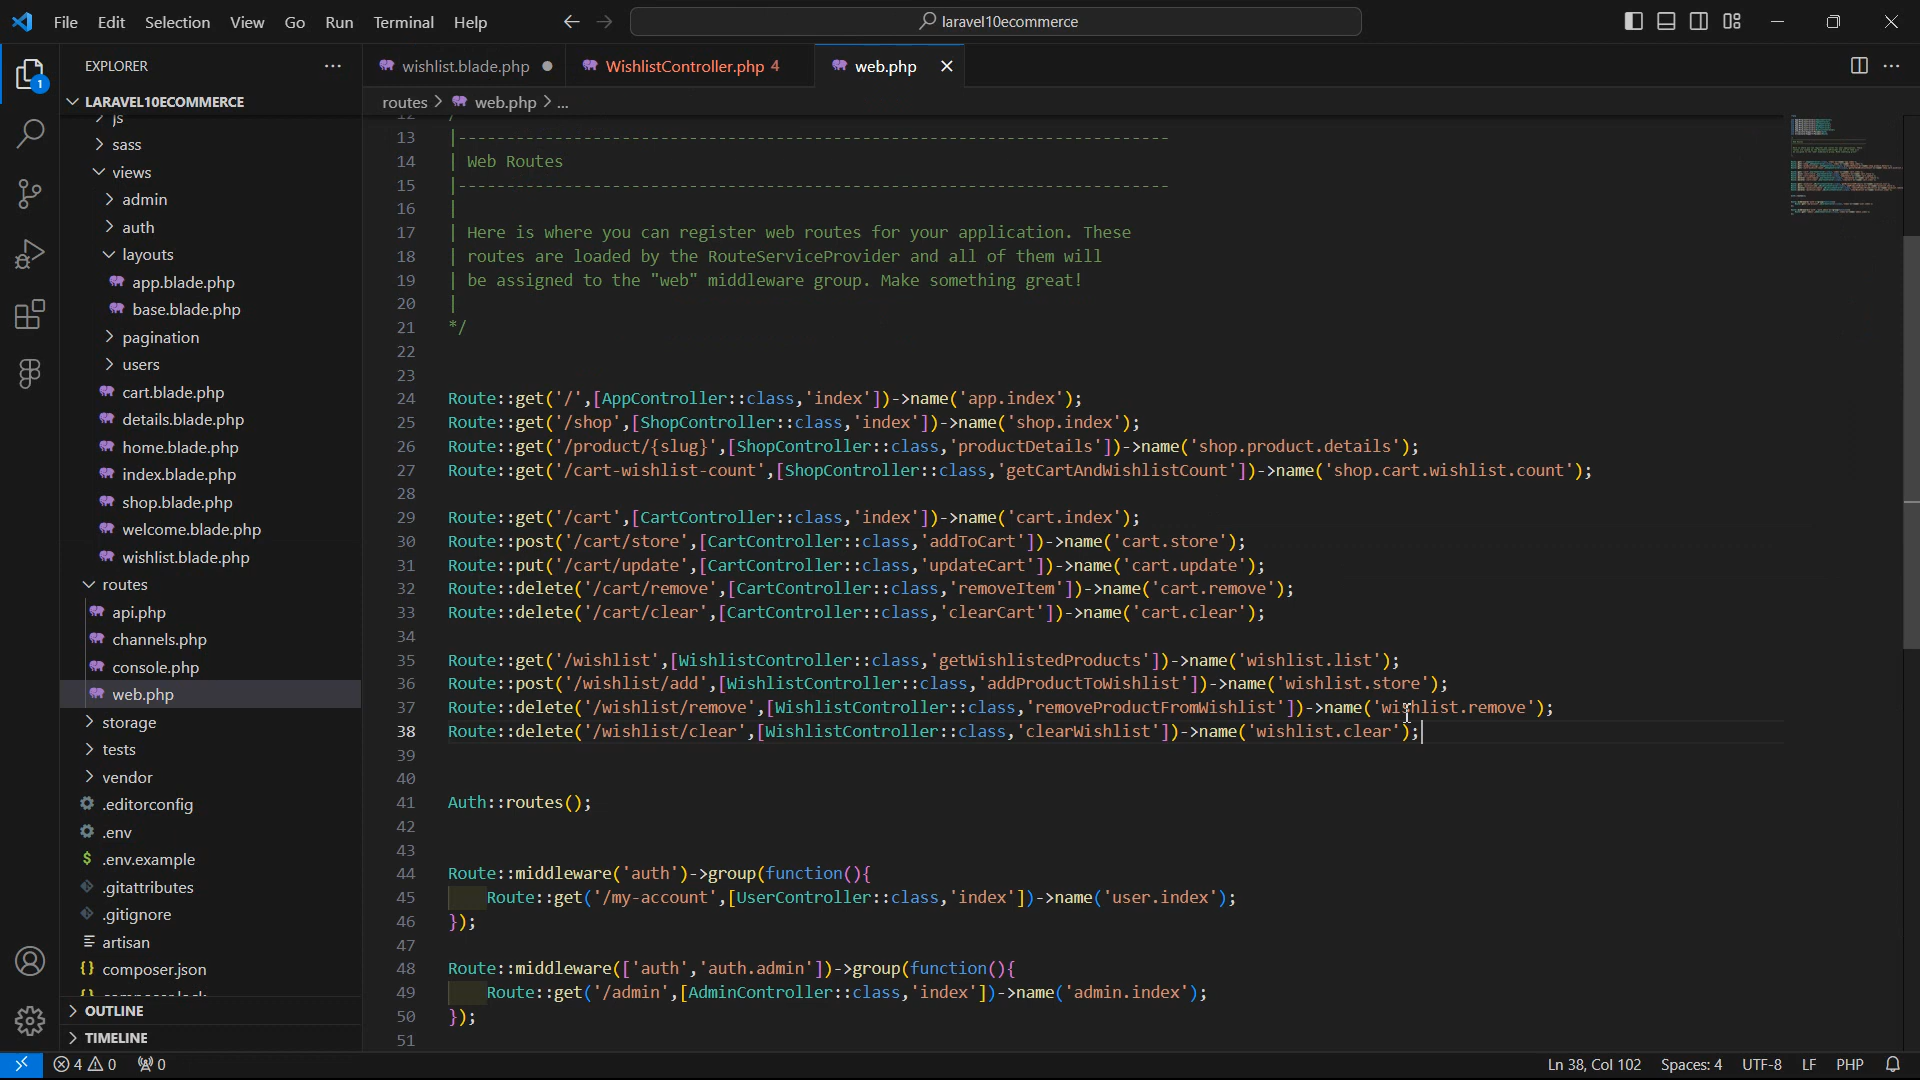 File Edit Selection View Go Run Terminal Help
laravel10ecommerce
EXPLORER
wishlist.blade.php
WishlistController.php 4
web.php
LARAVEL10ECOMMERCE
routes > web.php > ...
js
sass
views
admin
auth
layouts
app.blade.php
base.blade.php
pagination
users
cart.blade.php
details.blade.php
home.blade.php
index.blade.php
shop.blade.php
welcome.blade.php
wishlist.blade.php
routes
api.php
channels.php
console.php
web.php
storage
tests
vendor
.editorconfig
.env
.env.example
.gitattributes
.gitignore
artisan
composer.json
OUTLINE
TIMELINE
12 /
13 |--------------------------------------------------------------------------
14 | Web Routes
15 |--------------------------------------------------------------------------
16 |
17 | Here is where you can register web routes for your application. These
18 | routes are loaded by the RouteServiceProvider and all of them will
19 | be assigned to the "web" middleware group. Make something great!
20 |
21 */
22
23
24 Route::get('/',[AppController::class,'index'])->name('app.index');
25 Route::get('/shop',[ShopController::class,'index'])->name('shop.index');
26 Route::get('/product/{slug}',[ShopController::class,'productDetails'])->name('shop.product.details');
27 Route::get('/cart-wishlist-count',[ShopController::class,'getCartAndWishlistCount'])->name('shop.cart.wishlist.count');
28
29 Route::get('/cart',[CartController::class,'index'])->name('cart.index');
30 Route::post('/cart/store',[CartController::class,'addToCart'])->name('cart.store');
31 Route::put('/cart/update',[CartController::class,'updateCart'])->name('cart.update');
32 Route::delete('/cart/remove',[CartController::class,'removeItem'])->name('cart.remove');
33 Route::delete('/cart/clear',[CartController::class,'clearCart'])->name('cart.clear');
34
35 Route::get('/wishlist',[WishlistController::class,'getWishlistedProducts'])->name('wishlist.list');
36 Route::post('/wishlist/add',[WishlistController::class,'addProductToWishlist'])->name('wishlist.store');
37 Route::delete('/wishlist/remove',[WishlistController::class,'removeProductFromWishlist'])->name('wishlist.remove');
38 Route::delete('/wishlist/clear',[WishlistController::class,'clearWishlist'])->name('wishlist.clear');
39
40
41 Auth::routes();
42
43
44 Route::middleware('auth')->group(function(){
45 Route::get('/my-account',[UserController::class,'index'])->name('user.index');
46 });
47
48 Route::middleware(['auth','auth.admin'])->group(function(){
49 Route::get('/admin',[AdminController::class,'index'])->name('admin.index');
50 });
51
4 0 0
Ln 38, Col 102 Spaces: 4 UTF-8 LF PHP
1